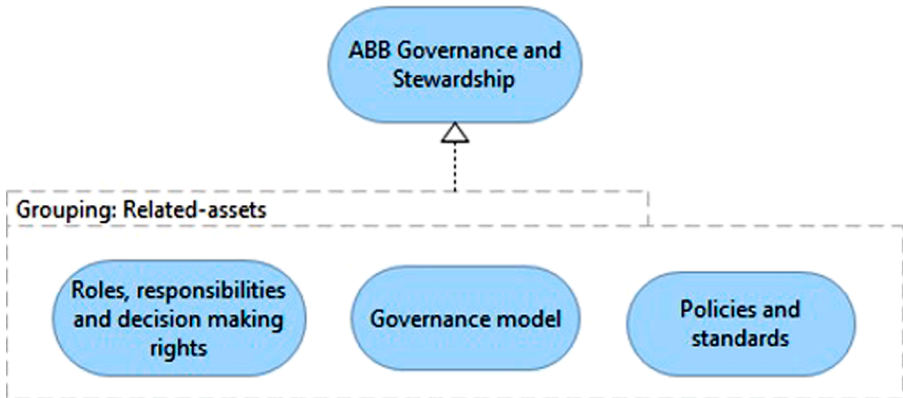 ABB Governance and
Stewardship
Grouping: Related-assets
Roles, responsibilities
and decision making
rights
Governance model
Policies and
standards